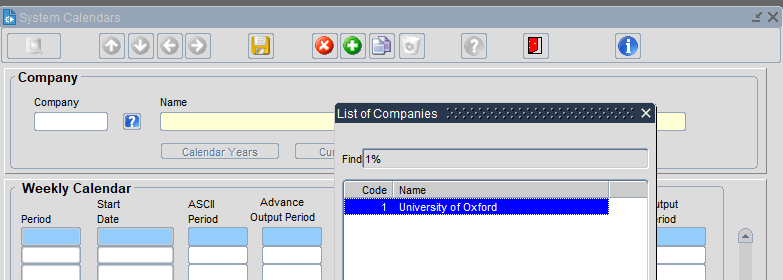 System Calendars
Company
Company
Name
Calendar Years
Cu
List of Companies
Find 1%
Code Name
1 University of Oxford
Weekly Calendar
Period
Start Date
ASCII Period
Advance Output Period
utput
riod